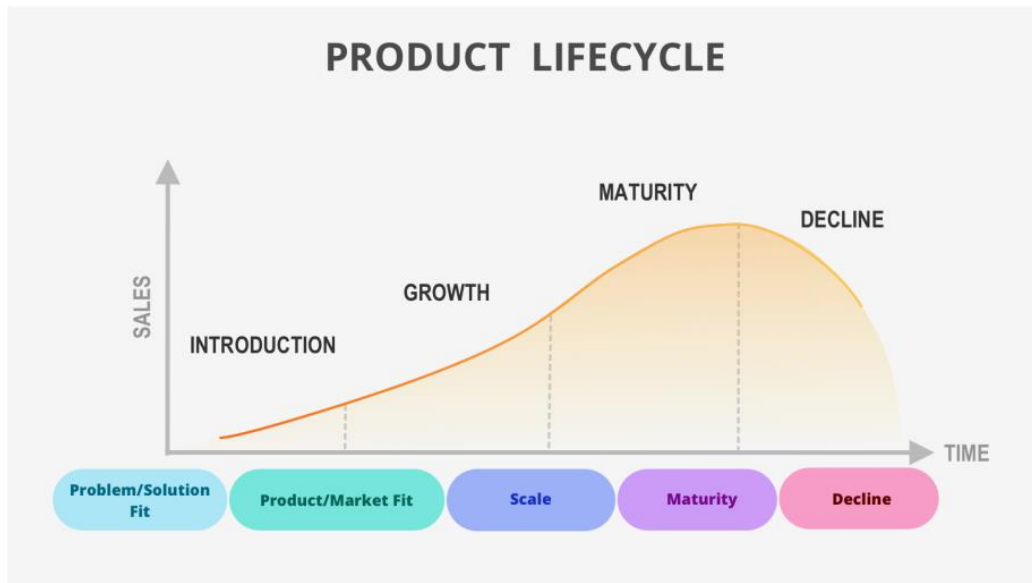 PRODUCT LIFECYCLE
MATURITY
DECLINE
GROWTH
INTRODUCTION
SALES
TIME
Problem/Solution
Fit
Product/Market Fit
Scale
Maturity
Decline